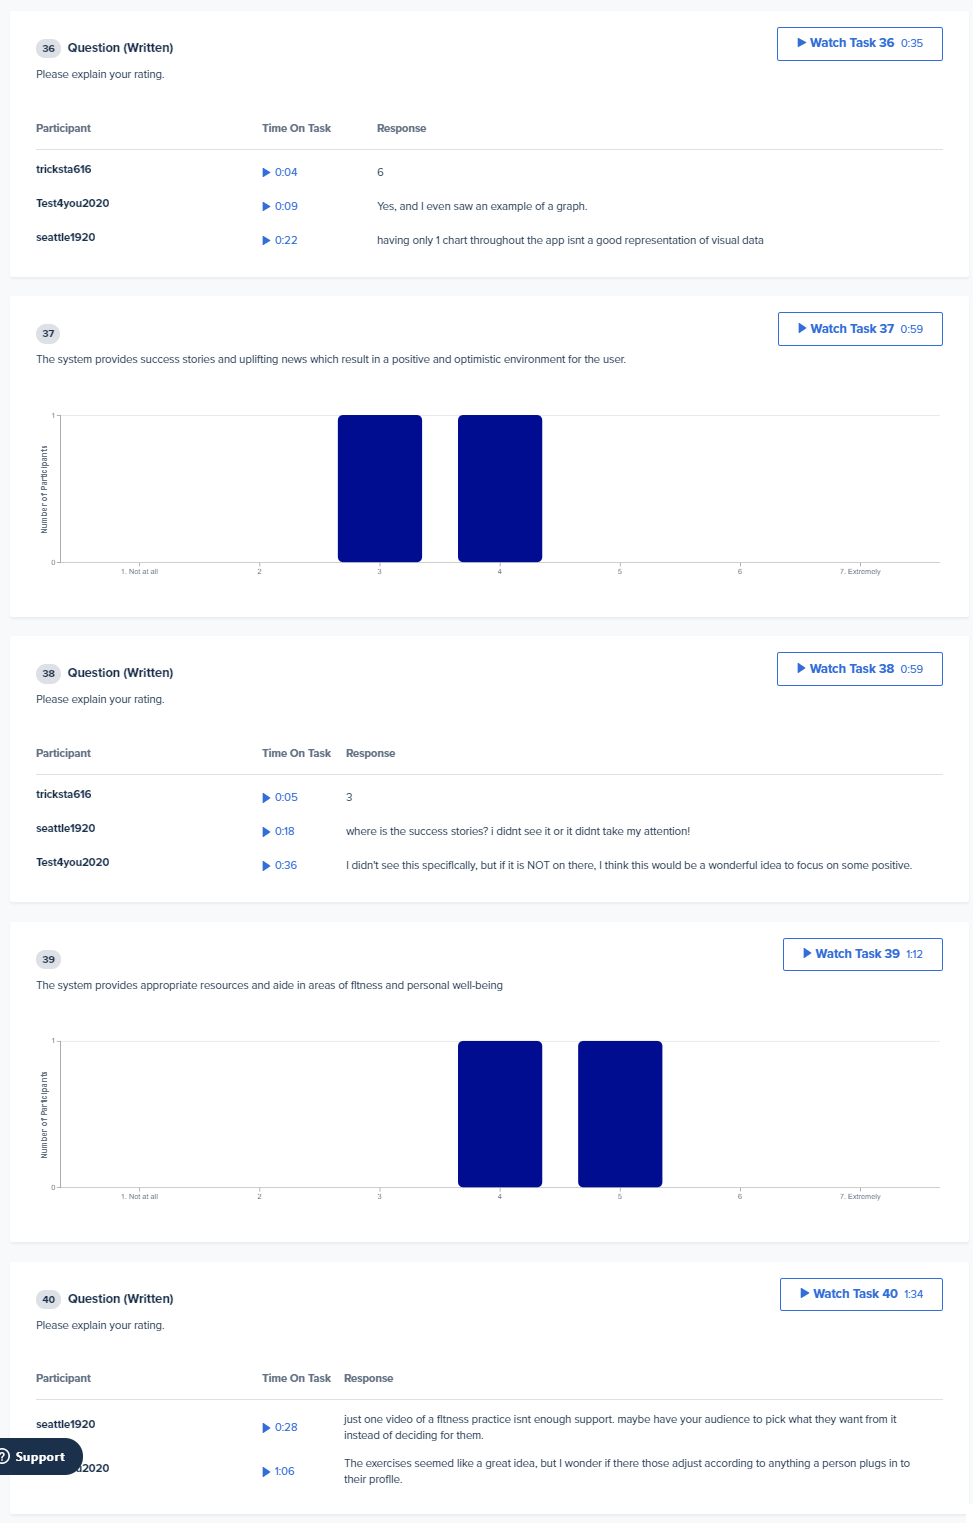 36 Question (Written)
Watch Task 36 0:35
Please explain your rating.
Participant Time On Task Response
tricksta616 0:04 6
Test4you2020 0:09 Yes, and I even saw an example of a graph.
seattle1920 0:22 having only 1 chart throughout the app isnt a good representation of visual data
37
Watch Task 37 0:59
The system provides success stories and uplifting news which result in a positive and optimistic environment for the user.
1
Number of Participants
0
1. Not at all 2 3 4 5 6 7. Extremely
38 Question (Written)
Watch Task 38 0:59
Please explain your rating.
Participant Time On Task Response
tricksta616 0:05 3
seattle1920 0:18 where is the success stories? i didnt see it or it didnt take my attention!
Test4you2020 0:36 I didn't see this specifically, but if it is NOT on there, I think this would be a wonderful idea to focus on some positive.
39
Watch Task 39 1:12
The system provides appropriate resources and aide in areas of fitness and personal well-being
1
Number of Participants
0
1. Not at all 2 3 4 5 6 7. Extremely
40 Question (Written)
Watch Task 40 1:34
Please explain your rating.
Participant Time On Task Response
seattle1920 0:28 just one video of a fitness practice isnt enough support. maybe have your audience to pick what they want from it
instead of deciding for them.
Support
u2020 1:06 The exercises seemed like a great idea, but I wonder if there those adjust according to anything a person plugs in to
their profile.